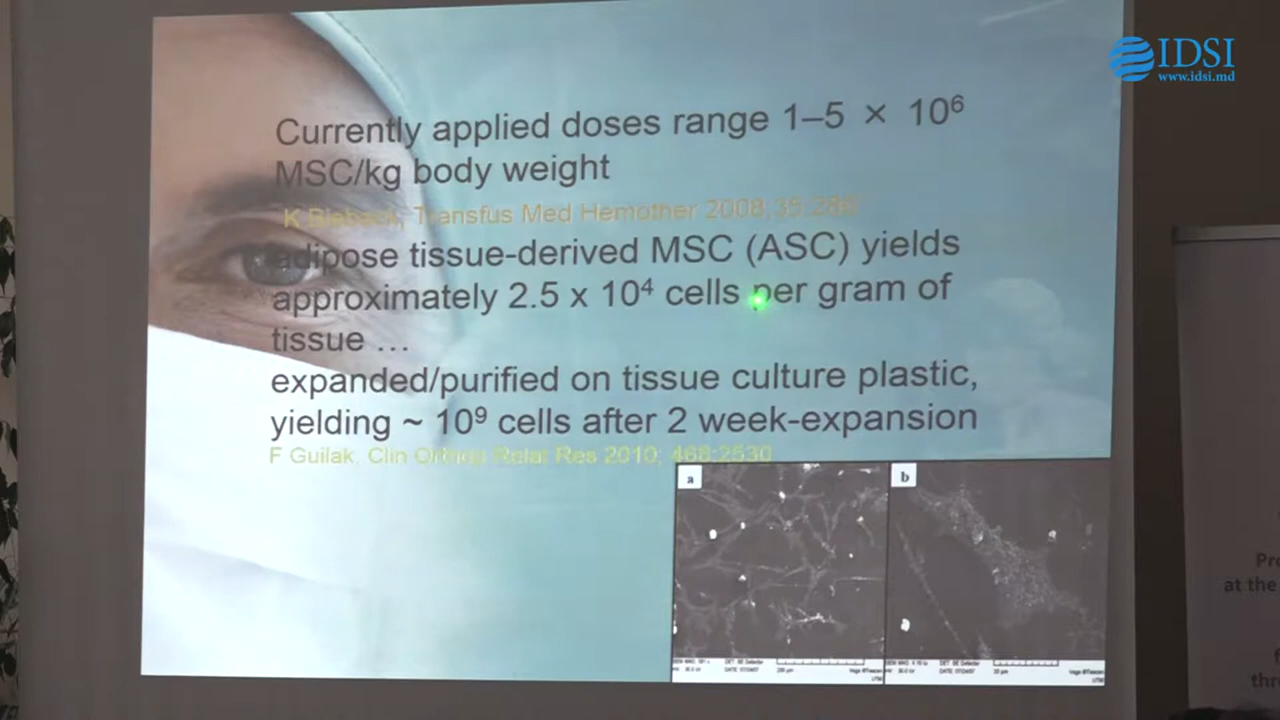 IDSI
www.idsi.md
Currently applied doses range 1–5 × 10⁶
MSC/kg body weight
K Bieback, Transfus Med Hemother 2008;35:286
adipose tissue-derived MSC (ASC) yields
approximately 2.5 x 10⁴ cells per gram of
tissue …
expanded/purified on tissue culture plastic,
yielding ~ 10⁹ cells after 2 week-expansion
F Guilak. Clin Orthop Relat Res 2010; 468:2530
a
b
at the